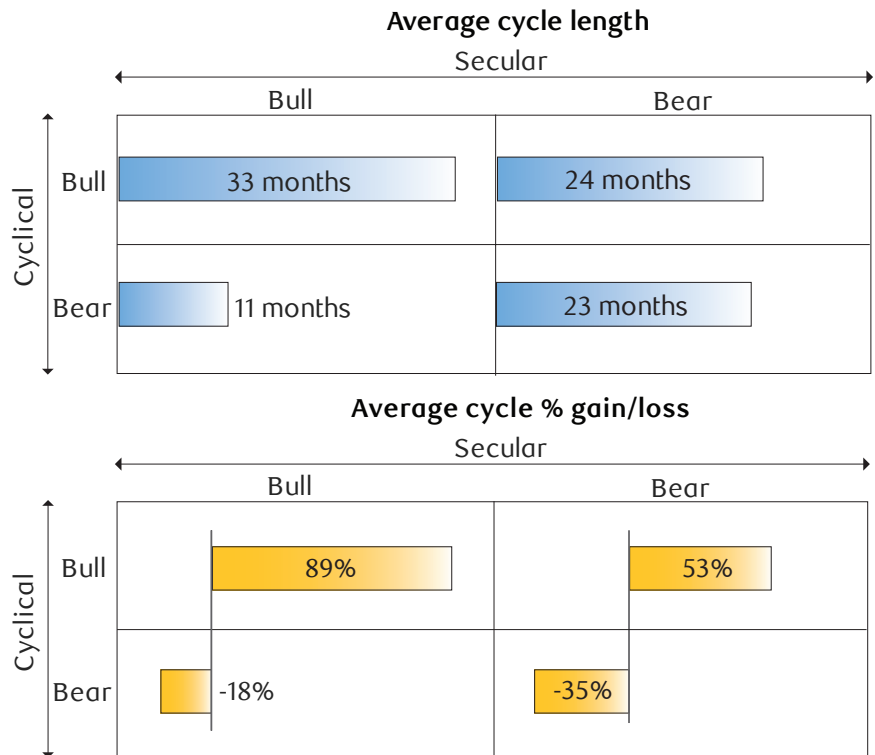 Average cycle length
Secular
Bull Bear
Cyclical
Bull 33 months 24 months
Bear 11 months 23 months
Average cycle % gain/loss
Secular
Bull Bear
Cyclical
Bull 89% 53%
Bear -18% -35%